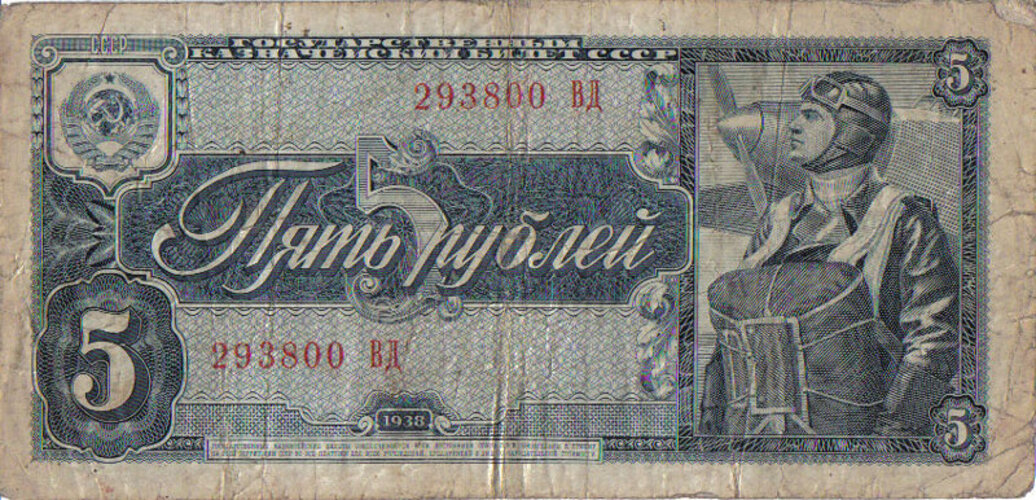 СССР
ГОСУДАРСТВЕННЫЙ
КАЗНАЧЕЙСКИЙ БИЛЕТ СССР
5
293800 ВД
5
Пять рублей
5
293800 ВД
1938
5